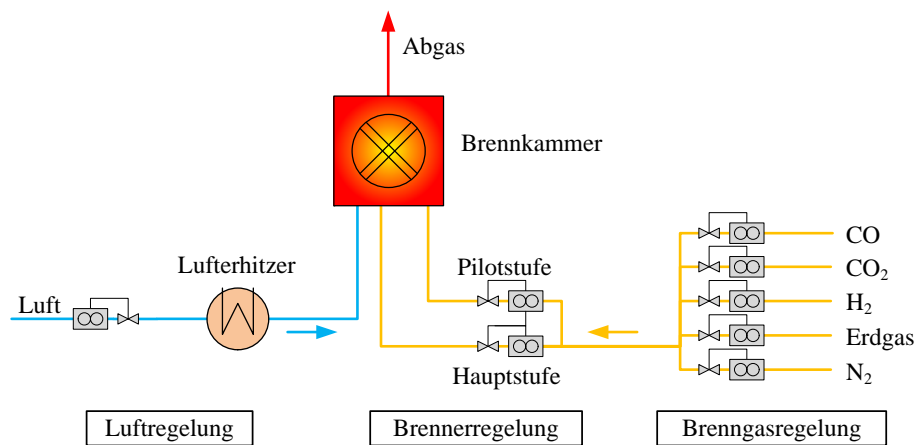 Abgas
Brennkammer
Lufterhitzer
Pilotstufe
CO
CO₂
Luft
H₂
Erdgas
Hauptstufe
N₂
Luftregelung
Brennerregelung
Brenngasregelung